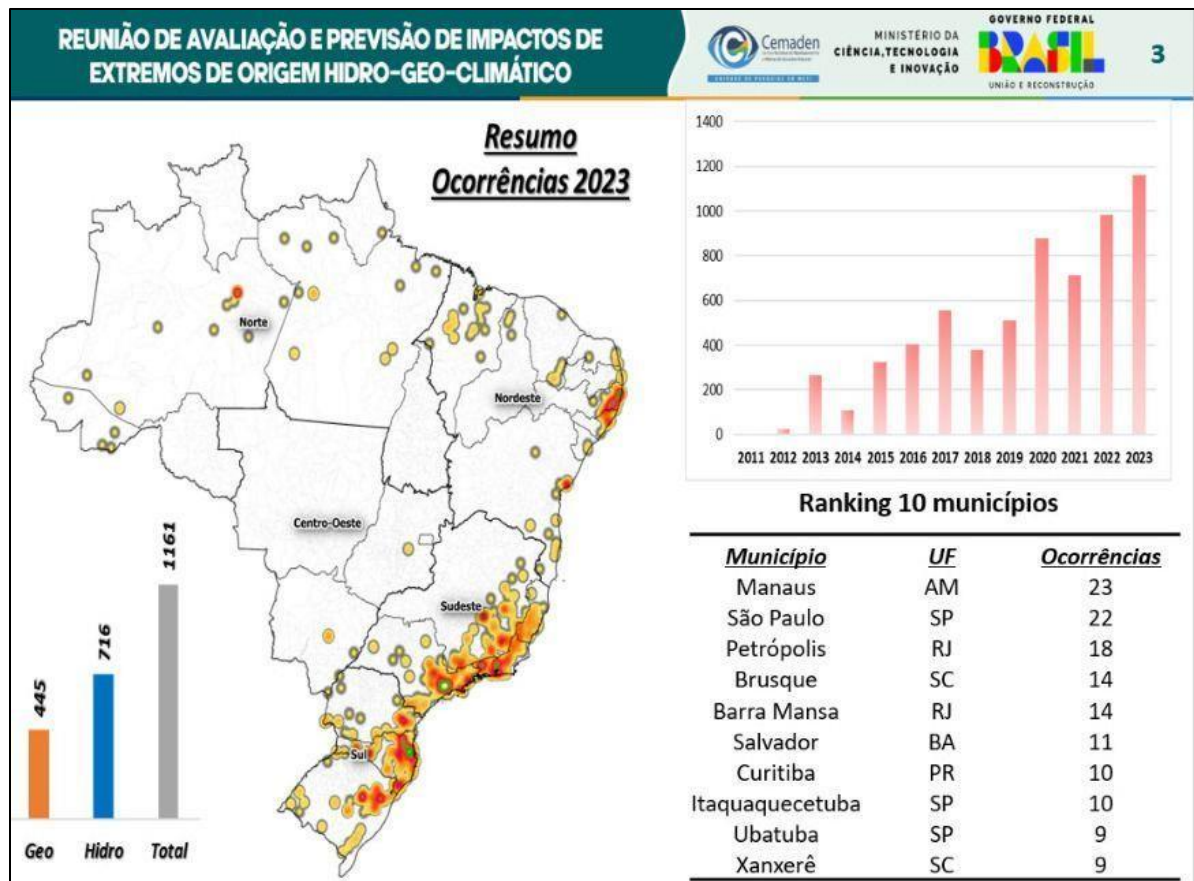 REUNIÃO DE AVALIAÇÃO E PREVISÃO DE IMPACTOS DE
EXTREMOS DE ORIGEM HIDRO-GEO-CLIMÁTICO
Cemaden
MINISTÉRIO DA
CIÊNCIA,TECNOLOGIA
E INOVAÇÃO
GOVERNO FEDERAL
BRASIL
UNIÃO E RECONSTRUÇÃO
3
Resumo
Ocorrências 2023
Norte
Nordeste
Centro-Oeste
Sudeste
Sul
445
716
1161
Geo Hidro Total
1400
1200
1000
800
600
400
200
0
2011 2012 2013 2014 2015 2016 2017 2018 2019 2020 2021 2022 2023
Ranking 10 municípios
Município UF Ocorrências
Manaus AM 23
São Paulo SP 22
Petrópolis RJ 18
Brusque SC 14
Barra Mansa RJ 14
Salvador BA 11
Curitiba PR 10
Itaquaquecetuba SP 10
Ubatuba SP 9
Xanxerê SC 9